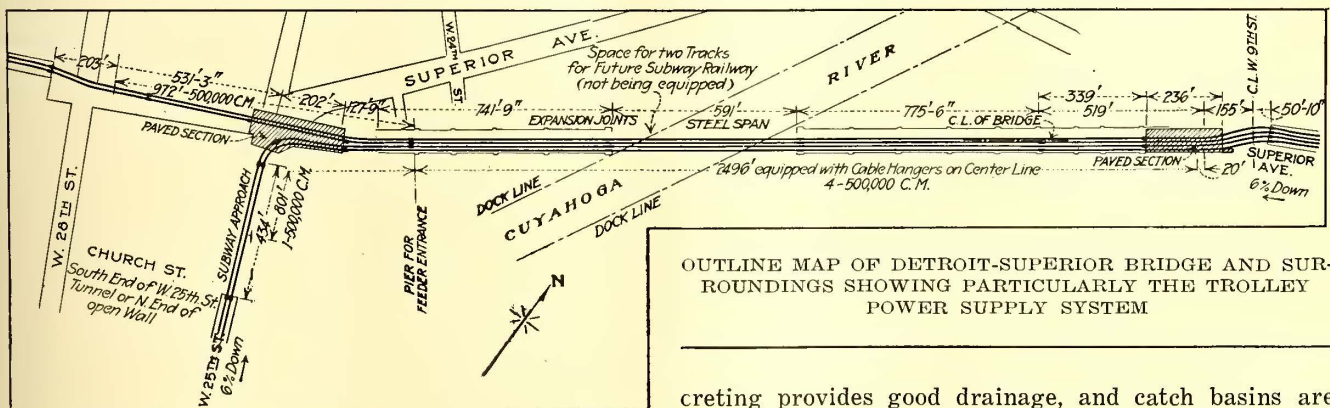 203'
531'-3"
972'-500,000 C.M.
PAVED SECTION
202'
177'-9"
W. 24TH ST.
SUPERIOR AVE.
Space for two Tracks
for Future Subway Railway
(not being equipped)
RIVER
C.L.W. 9TH ST.
741'-9"
EXPANSION JOINTS
591'
STEEL SPAN
775'-6"
339'
519'
C.L. OF BRIDGE
236'
155'
50'-10"
2496' equipped with Cable Hangers on Center Line
4-500,000 C.M.
PAVED SECTION
20'
SUPERIOR
AVE.
6% Down
DOCK LINE
CUYAHOGA
DOCK LINE
W. 28TH ST.
SUBWAY APPROACH
434'
801'
1-500,000 C.M.
PIER FOR
FEEDER ENTRANCE
CHURCH ST.
South End of W 25th. St.
Tunnel or N. End of
open Wall
W. 25TH ST.
6% Down
N
OUTLINE MAP OF DETROIT-SUPERIOR BRIDGE AND SUR-
ROUNDINGS SHOWING PARTICULARLY THE TROLLEY
POWER SUPPLY SYSTEM
creting provides good drainage, and catch basins are